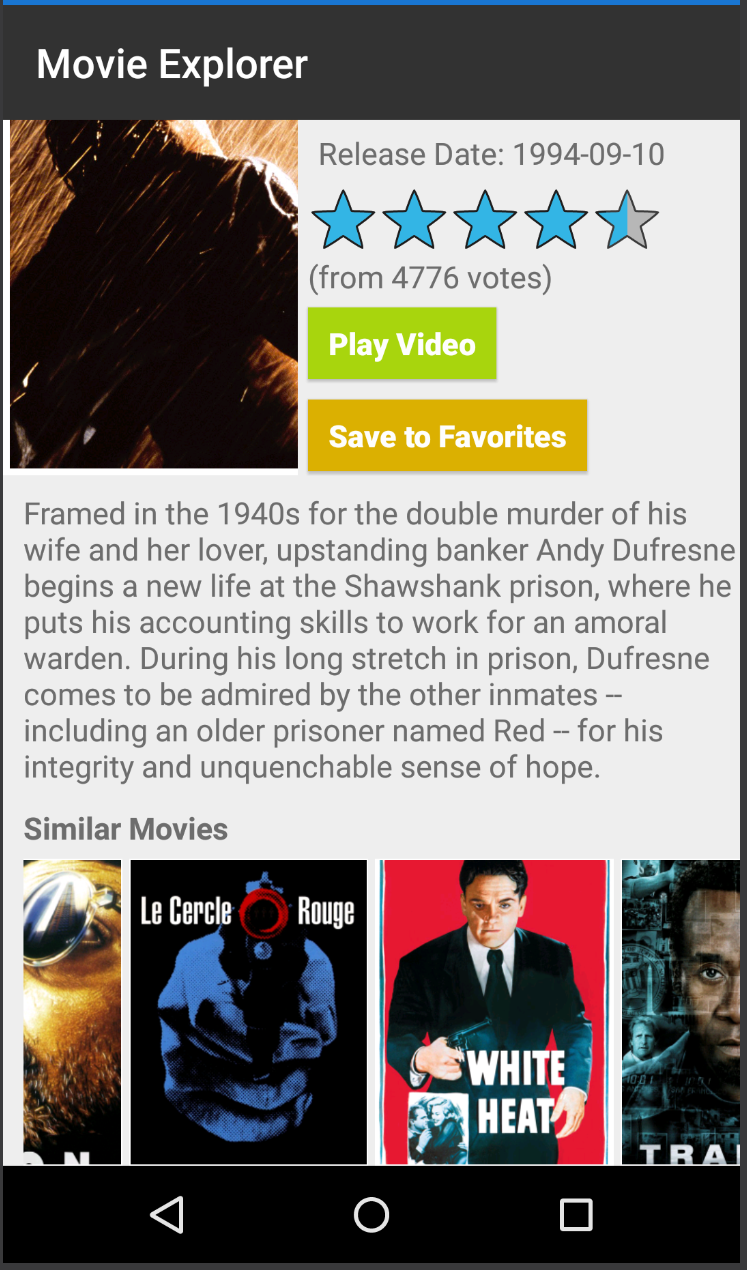 Movie Explorer
Release Date: 1994-09-10
(from 4776 votes)
Play Video
Save to Favorites
Framed in the 1940s for the double murder of his
wife and her lover, upstanding banker Andy Dufresne
begins a new life at the Shawshank prison, where he
puts his accounting skills to work for an amoral
warden. During his long stretch in prison, Dufresne
comes to be admired by the other inmates --
including an older prisoner named Red -- for his
integrity and unquenchable sense of hope.
Similar Movies
Le Cercle Rouge
WHITE
HEAT
ON
TRA